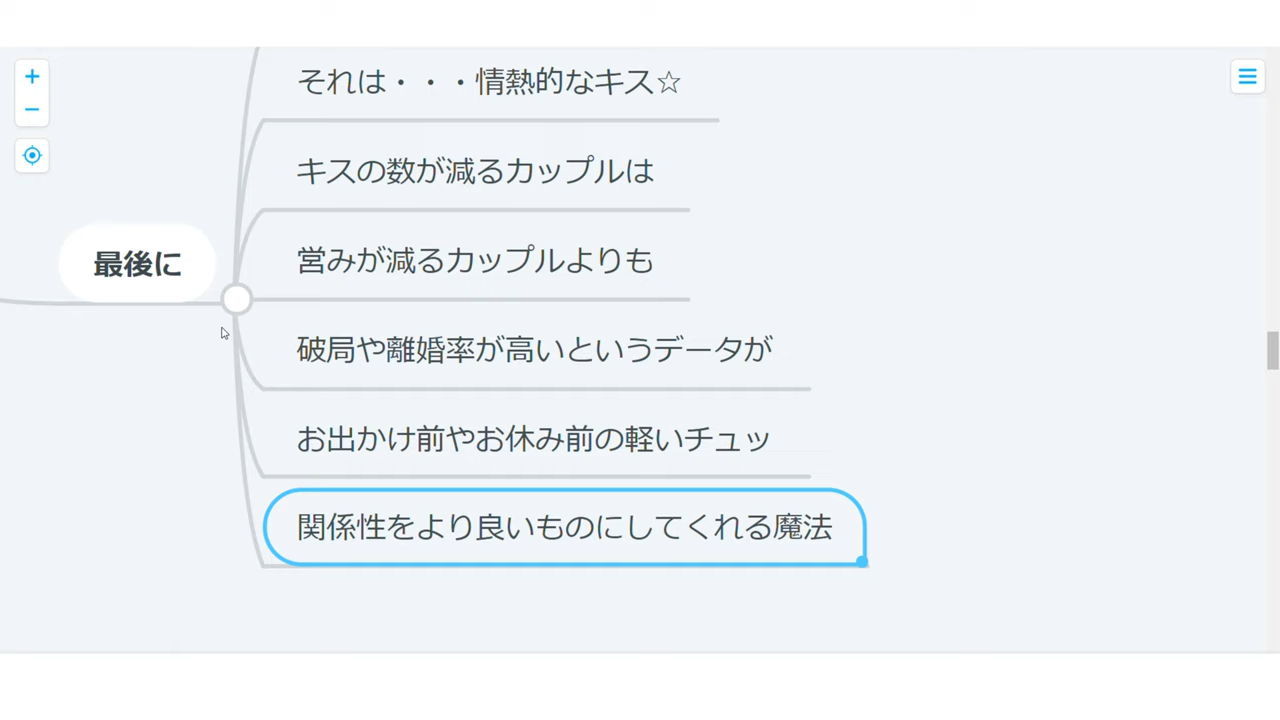 それは・・・情熱的なキス☆
キスの数が減るカップルは
最後に
営みが減るカップルよりも
破局や離婚率が高いというデータが
お出かけ前やお休み前の軽いチュッ
関係性をより良いものにしてくれる魔法